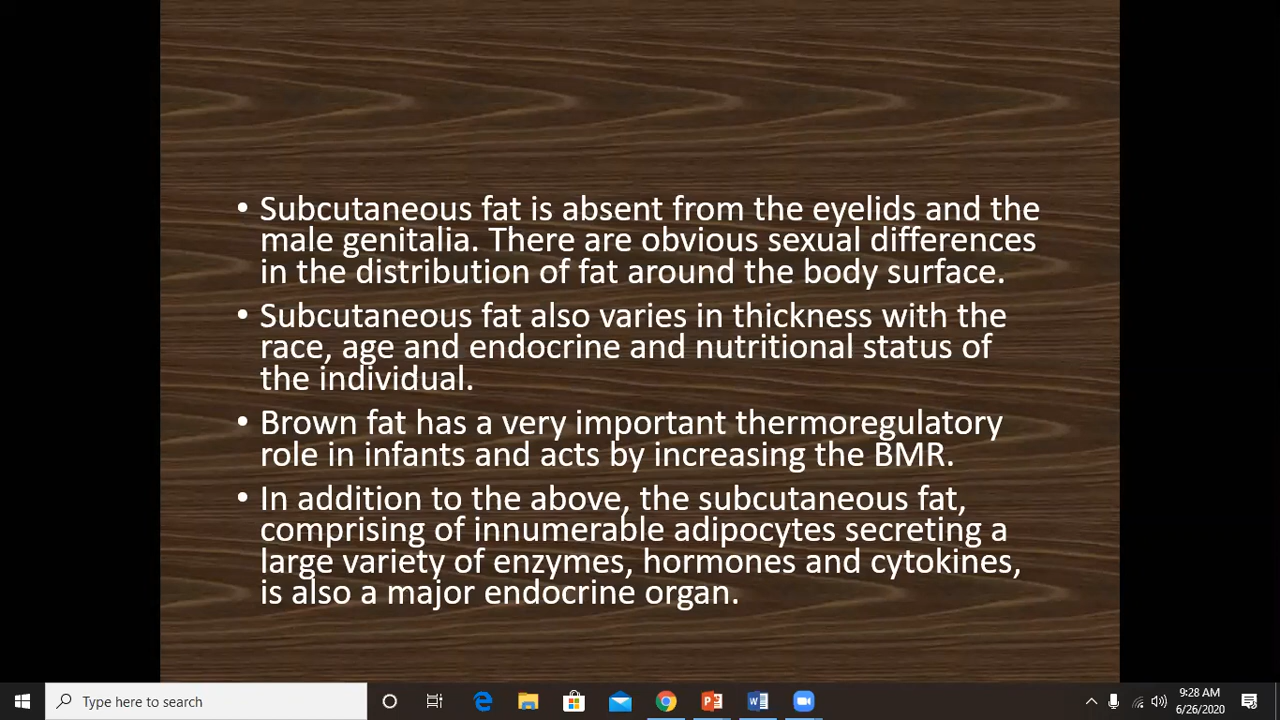 • Subcutaneous fat is absent from the eyelids and the
male genitalia. There are obvious sexual differences
in the distribution of fat around the body surface.
• Subcutaneous fat also varies in thickness with the
race, age and endocrine and nutritional status of
the individual.
• Brown fat has a very important thermoregulatory
role in infants and acts by increasing the BMR.
• In addition to the above, the subcutaneous fat,
comprising of innumerable adipocytes secreting a
large variety of enzymes, hormones and cytokines,
is also a major endocrine organ.
Type here to search
9:28 AM
6/26/2020